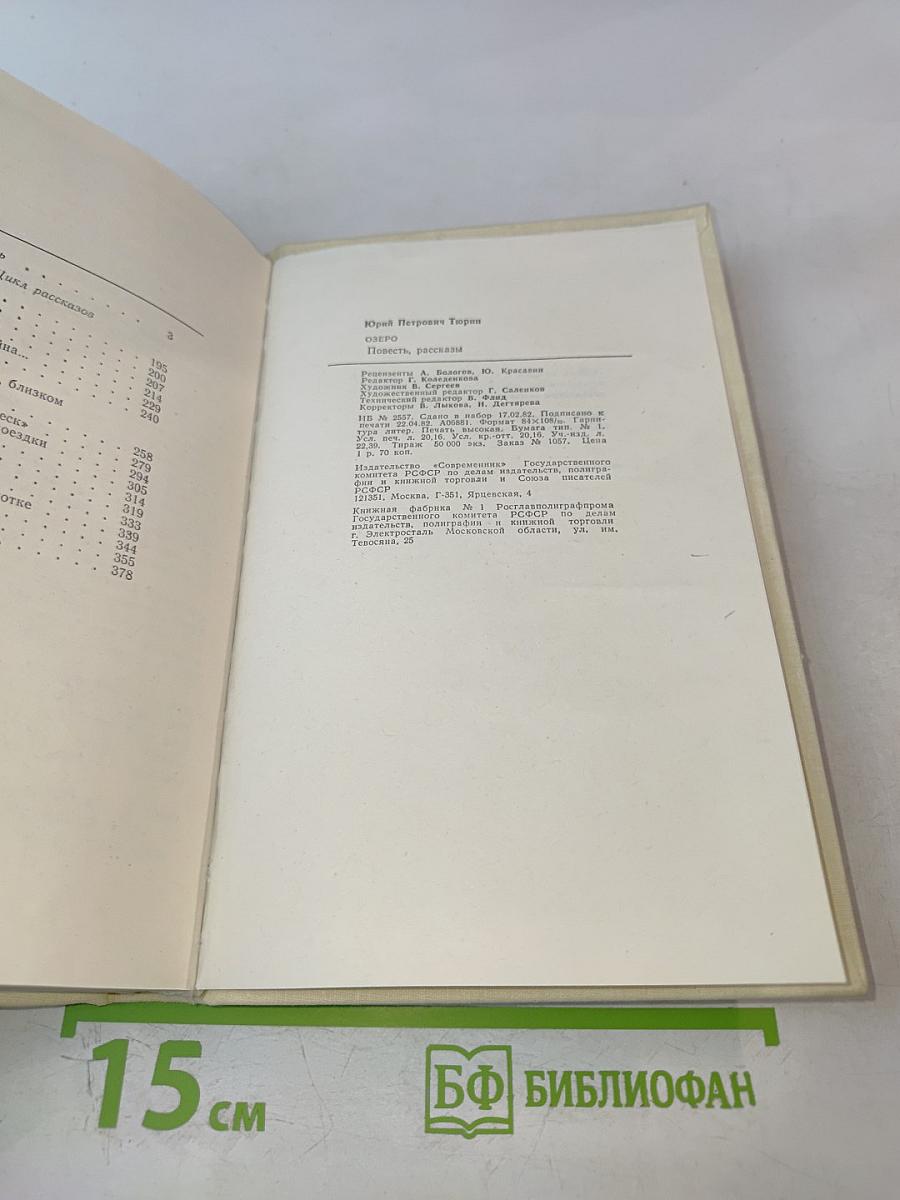 Цикл рассказов
3
195
200
207
214
близком
229
240
поездки
258
279
294
305
314
319
333
339
344
355
378
Юрий Петрович Тюрин
ОЗЕРО
Повесть, рассказы
Рецензенты А. Бологов, Ю. Красавин
Редактор Г. Коледенкова
Художник В. Сергеев
Художественный редактор Г. Саленков
Технический редактор В. Флид
Корректоры В. Лыкова, Н. Дегтярева
ИБ № 2557. Сдано в набор 17.02.82. Подписано к
печати 22.04.82. А06881. Формат 84×108/32. Гарни-
тура литер. Печать высокая. Бумага тип. № 1.
Усл. печ. л. 20,16. Усл. кр.-отт. 20,16. Уч.-изд. л.
22,39. Тираж 50 000 экз. Заказ № 1057. Цена
1 р. 70 коп.
Издательство «Современник» Государственного
комитета РСФСР по делам издательств, полигра-
фии и книжной торговли и Союза писателей
РСФСР
121351, Москва, Г-351, Ярцевская, 4
Книжная фабрика № 1 Росглавполиграфпрома
Государственного комитета РСФСР по делам
издательств, полиграфии и книжной торговли
г. Электросталь Московской области, ул. им.
Тевосяна, 25
15 см
БФ БИБЛИОФАН